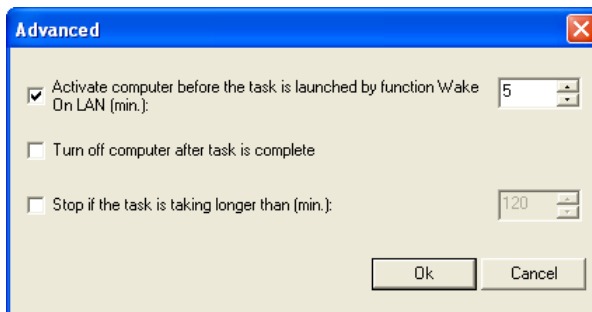 Advanced
Activate computer before the task is launched by function Wake
On LAN (min.):
5
Turn off computer after task is complete
Stop if the task is taking longer than (min.):
120
Ok
Cancel